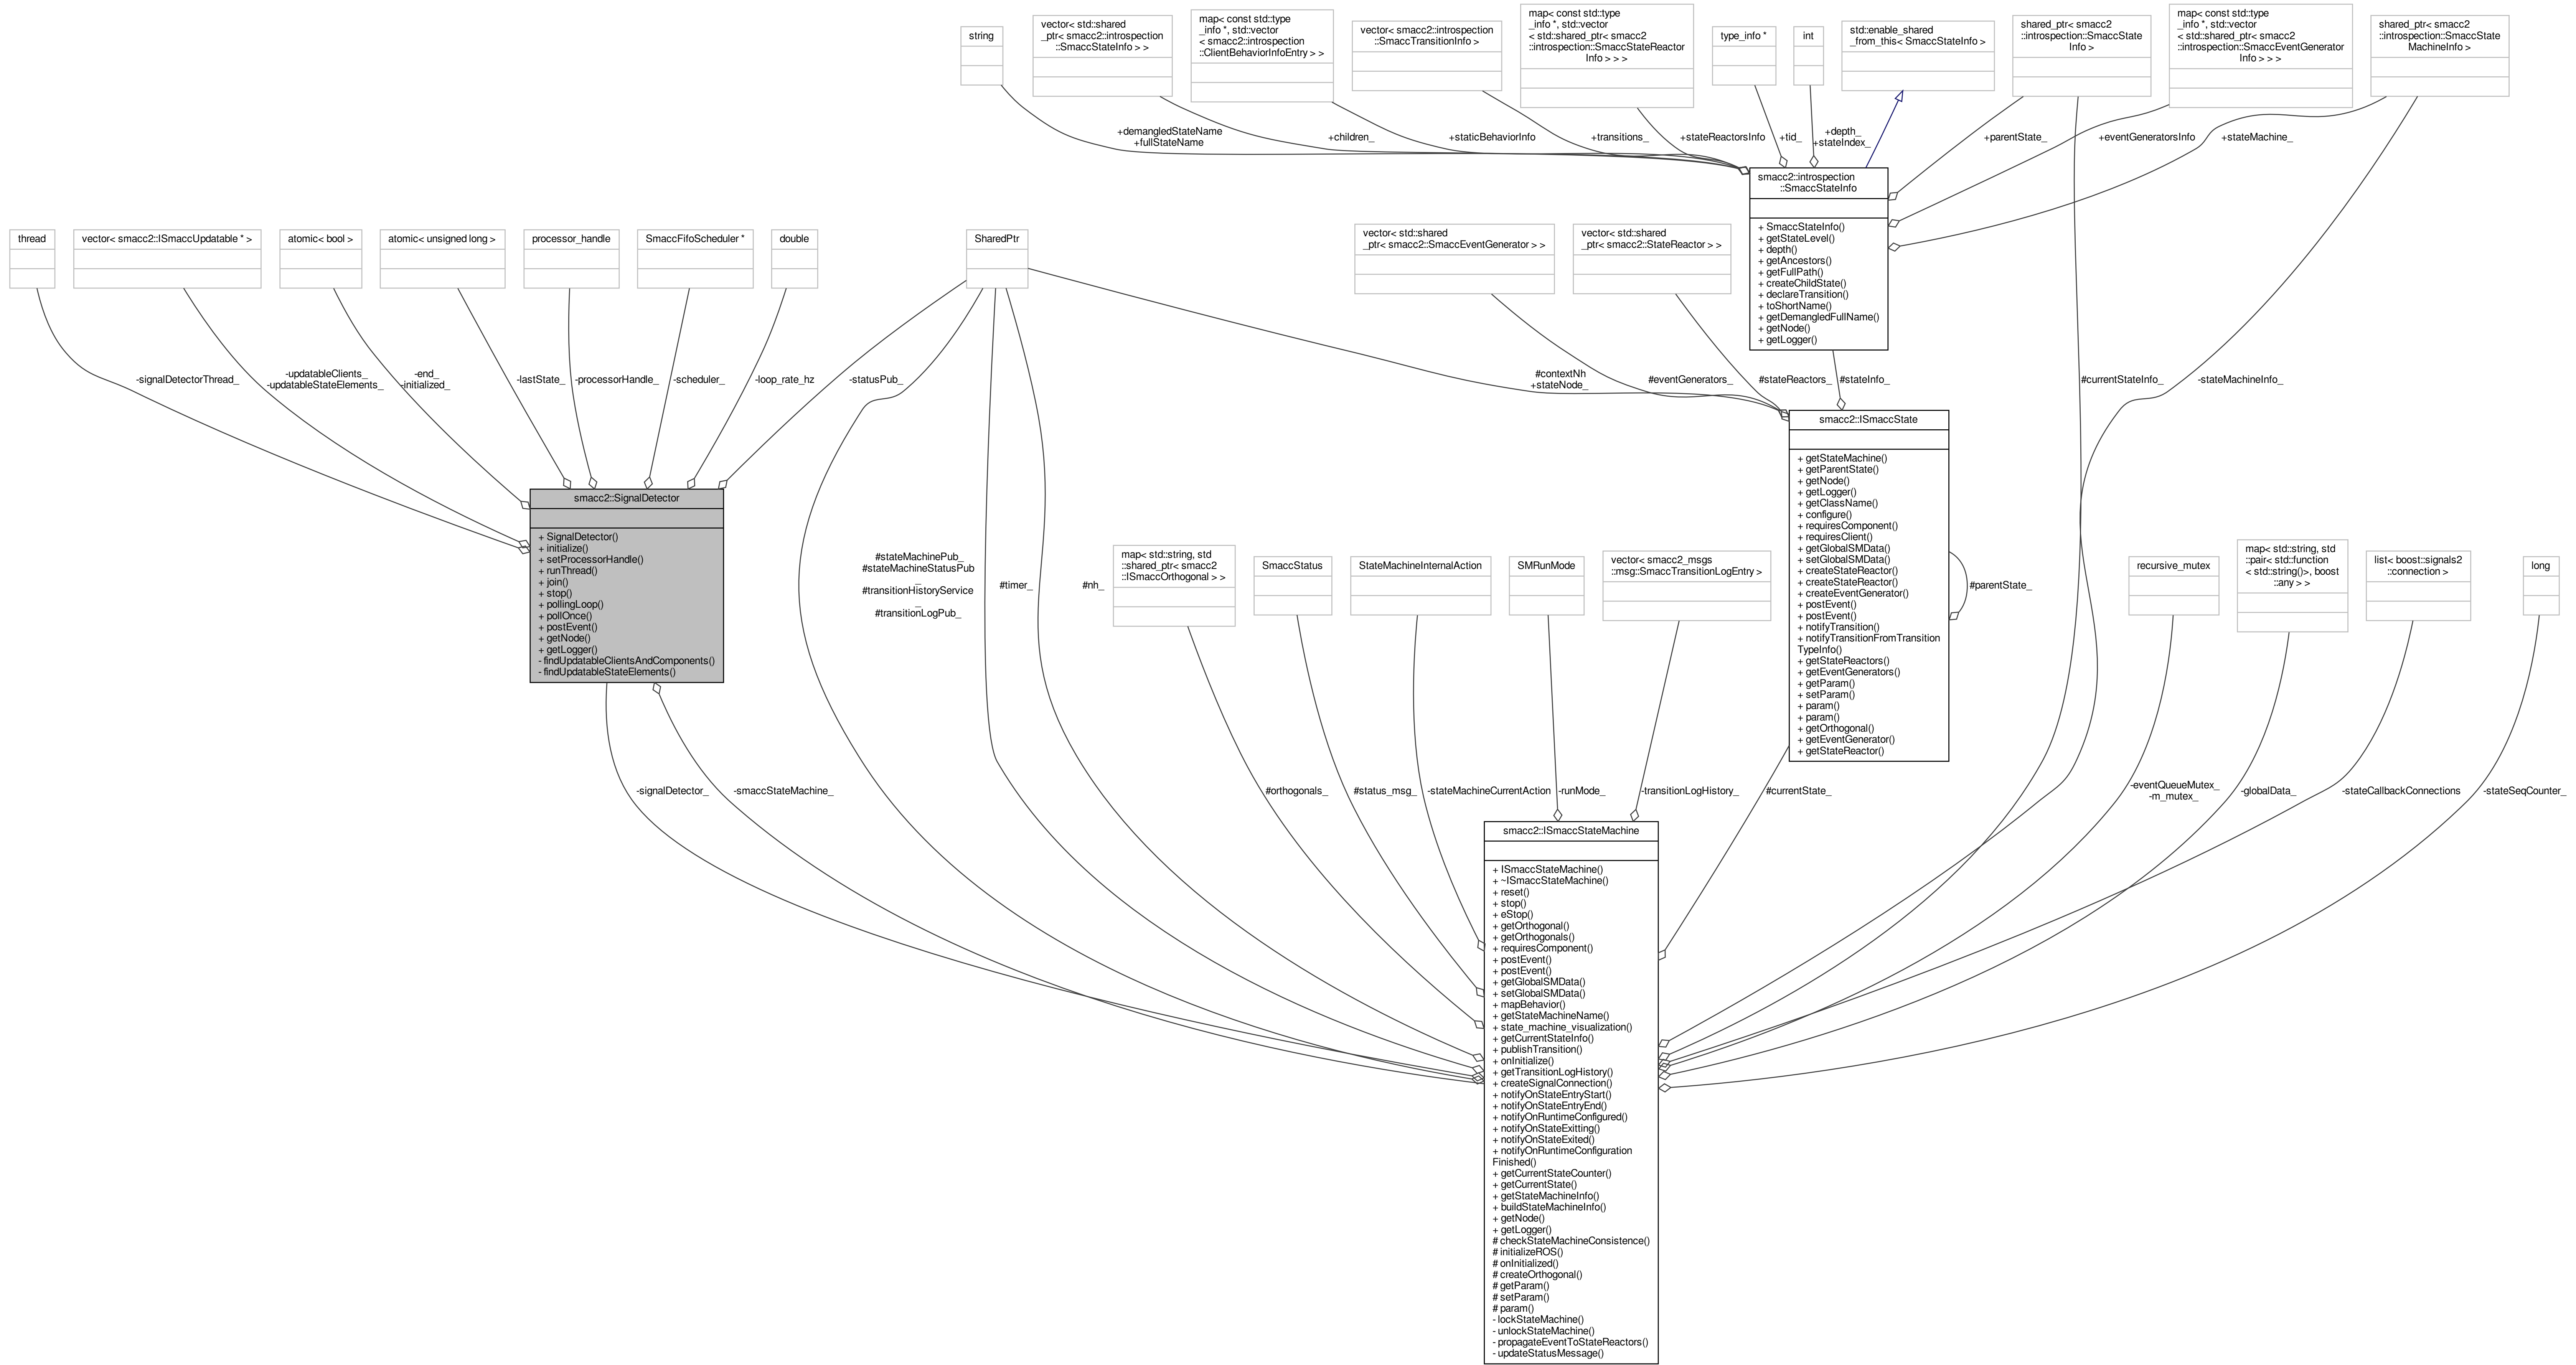 string
vector< std::shared
_ptr< smacc2::introspection
::SmaccStateInfo > >
map< const std::type
_info *, std::vector
< smacc2::introspection
::ClientBehaviorInfoEntry > >
vector< smacc2::introspection
::SmaccTransitionInfo >
map< const std::type
_info *, std::vector
< std::shared_ptr< smacc2
::introspection::SmaccStateReactor
Info > > >
type_info *
int
std::enable_shared
_from_this< SmaccStateInfo >
shared_ptr< smacc2
::introspection::SmaccState
Info >
map< const std::type
_info *, std::vector
< std::shared_ptr< smacc2
::introspection::SmaccEventGenerator
Info > > >
shared_ptr< smacc2
::introspection::SmaccState
MachineInfo >
+demangledStateName
+fullStateName
+children_
+staticBehaviorInfo
+transitions_
+stateReactorsInfo
+tid_
+depth_
+stateIndex_
+parentState_
+eventGeneratorsInfo
+stateMachine_
smacc2::introspection
::SmaccStateInfo
+ SmaccStateInfo()
+ getStateLevel()
+ depth()
+ getAncestors()
+ getFullPath()
+ createChildState()
+ declareTransition()
+ toShortName()
+ getDemangledFullName()
+ getNode()
+ getLogger()
thread
vector< smacc2::ISmaccUpdatable * >
atomic< bool >
atomic< unsigned long >
processor_handle
SmaccFifoScheduler *
double
SharedPtr
vector< std::shared
_ptr< smacc2::SmaccEventGenerator > >
vector< std::shared
_ptr< smacc2::StateReactor > >
-signalDetectorThread_
-updatableClients_
-updatableStateElements_
-end_
-initialized_
-lastState_
-processorHandle_
-scheduler_
-loop_rate_hz
-statusPub_
#contextNh
+stateNode_
#eventGenerators_
#stateReactors_
#stateInfo_
#currentStateInfo_
-stateMachineInfo_
smacc2::SignalDetector
+ SignalDetector()
+ initialize()
+ setProcessorHandle()
+ runThread()
+ join()
+ stop()
+ pollingLoop()
+ pollOnce()
+ postEvent()
+ getNode()
+ getLogger()
- findUpdatableClientsAndComponents()
- findUpdatableStateElements()
smacc2::ISmaccState
+ getStateMachine()
+ getParentState()
+ getNode()
+ getLogger()
+ getClassName()
+ configure()
+ requiresComponent()
+ requiresClient()
+ getGlobalSMData()
+ setGlobalSMData()
+ createStateReactor()
+ createStateReactor()
+ createEventGenerator()
+ postEvent()
+ postEvent()
+ notifyTransition()
+ notifyTransitionFromTransition
TypeInfo()
+ getStateReactors()
+ getEventGenerators()
+ getParam()
+ setParam()
+ param()
+ param()
+ getOrthogonal()
+ getEventGenerator()
+ getStateReactor()
#parentState_
#stateMachinePub_
#stateMachineStatusPub
_
#transitionHistoryService
_
#transitionLogPub_
#timer_
#nh_
map< std::string, std
::shared_ptr< smacc2
::ISmaccOrthogonal > >
SmaccStatus
StateMachineInternalAction
SMRunMode
vector< smacc2_msgs
::msg::SmaccTransitionLogEntry >
recursive_mutex
map< std::string, std
::pair< std::function
< std::string()>, boost
::any > >
list< boost::signals2
::connection >
long
-signalDetector_
-smaccStateMachine_
#orthogonals_
#status_msg_
-stateMachineCurrentAction
-runMode_
-transitionLogHistory_
#currentState_
-eventQueueMutex_
-m_mutex_
-globalData_
-stateCallbackConnections
-stateSeqCounter_
smacc2::ISmaccStateMachine
+ ISmaccStateMachine()
+ ~ISmaccStateMachine()
+ reset()
+ stop()
+ eStop()
+ getOrthogonal()
+ getOrthogonals()
+ requiresComponent()
+ postEvent()
+ postEvent()
+ getGlobalSMData()
+ setGlobalSMData()
+ mapBehavior()
+ getStateMachineName()
+ state_machine_visualization()
+ getCurrentStateInfo()
+ publishTransition()
+ onInitialize()
+ getTransitionLogHistory()
+ createSignalConnection()
+ notifyOnStateEntryStart()
+ notifyOnStateEntryEnd()
+ notifyOnRuntimeConfigured()
+ notifyOnStateExitting()
+ notifyOnStateExited()
+ notifyOnRuntimeConfiguration
Finished()
+ getCurrentStateCounter()
+ getCurrentState()
+ getStateMachineInfo()
+ buildStateMachineInfo()
+ getNode()
+ getLogger()
# checkStateMachineConsistence()
# initializeROS()
# onInitialized()
# createOrthogonal()
# getParam()
# setParam()
# param()
- lockStateMachine()
- unlockStateMachine()
- propagateEventToStateReactors()
- updateStatusMessage()